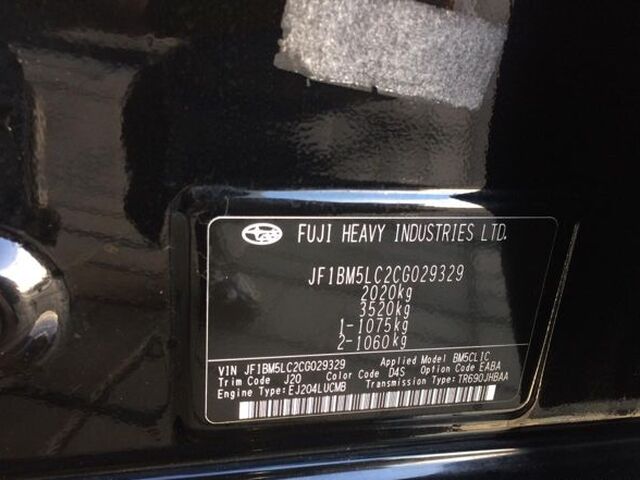 FUJI HEAVY INDUSTRIES LTD.
JF1BM5LC2CG029329
2020kg
3520kg
1-1075kg
2-1060kg
VIN JF1BM5LC2CG029329 Applied Model BM5CL1C
Trim Code J20 Color Code D4S Option Code EABA
Engine Type:EJ204LUCMB Transmission Type:TR690JHBAA